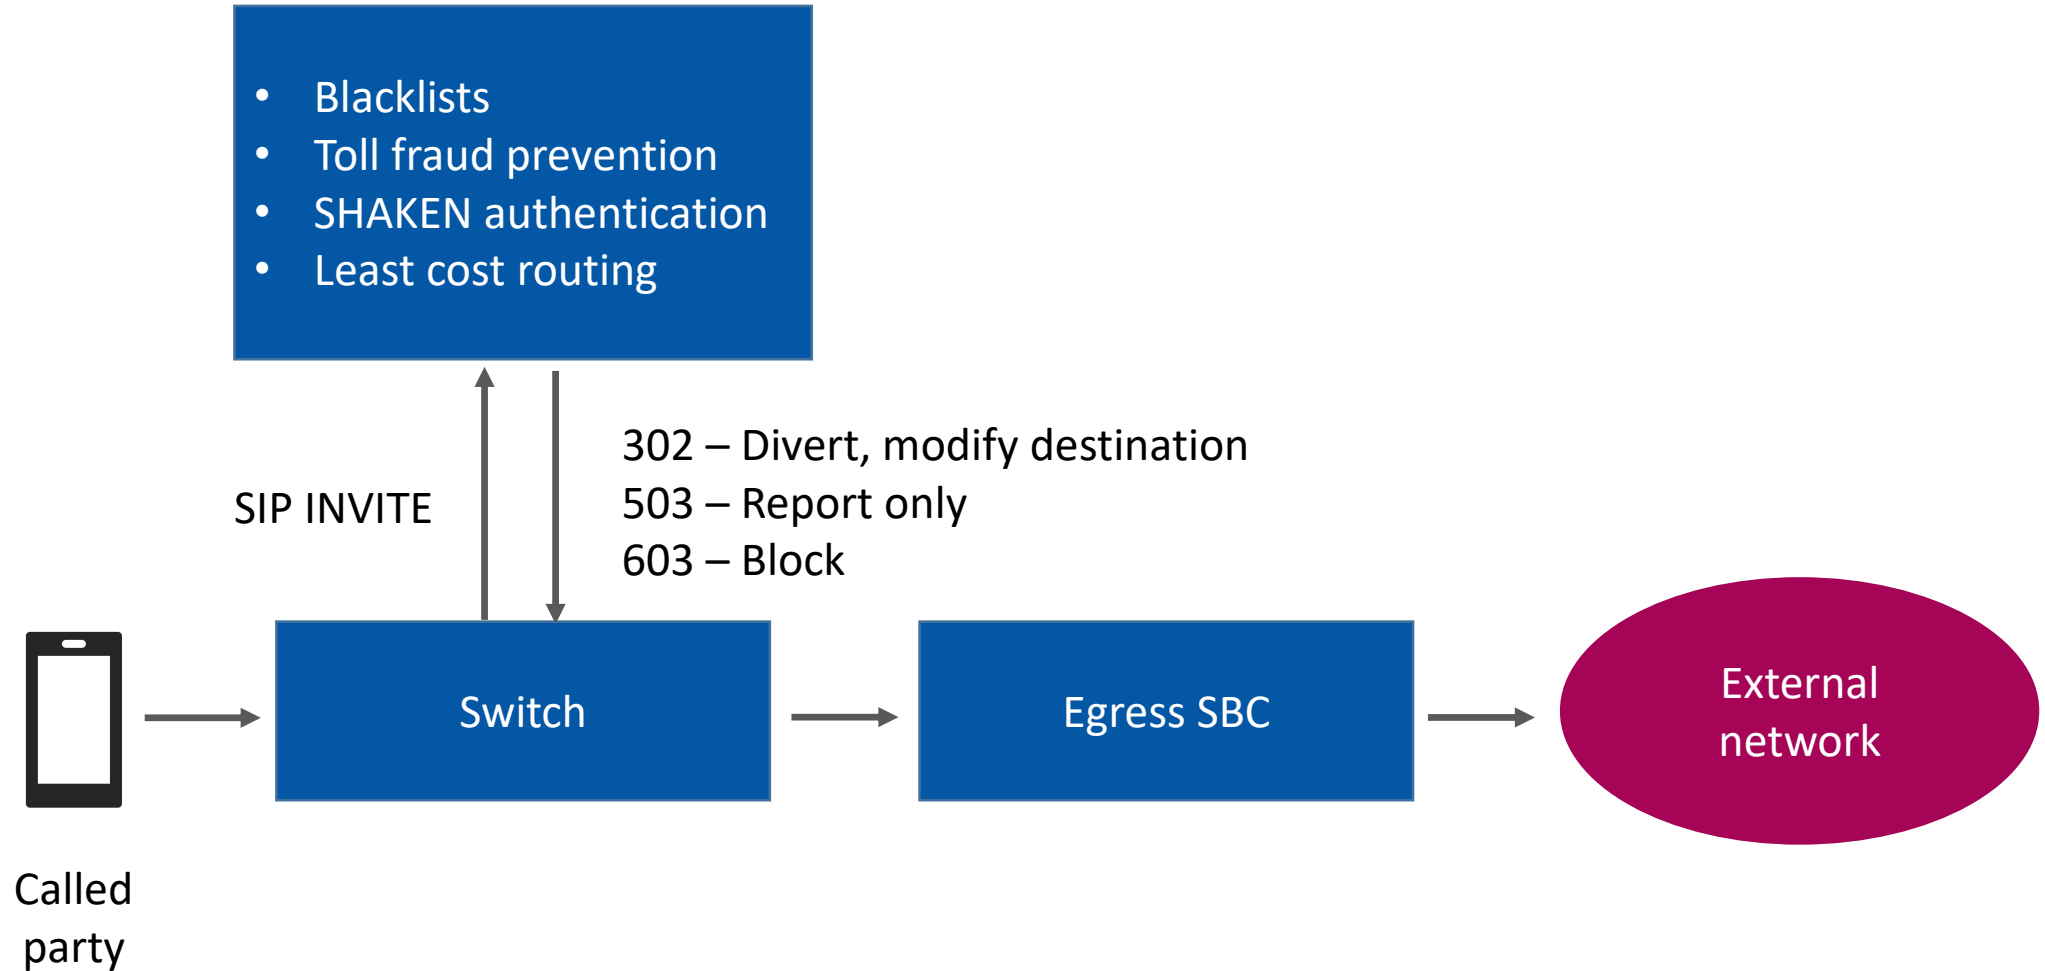 • Blacklists
• Toll fraud prevention
• SHAKEN authentication
• Least cost routing
SIP INVITE
302 – Divert, modify destination
503 – Report only
603 – Block
Switch
Egress SBC
External
network
Called
party